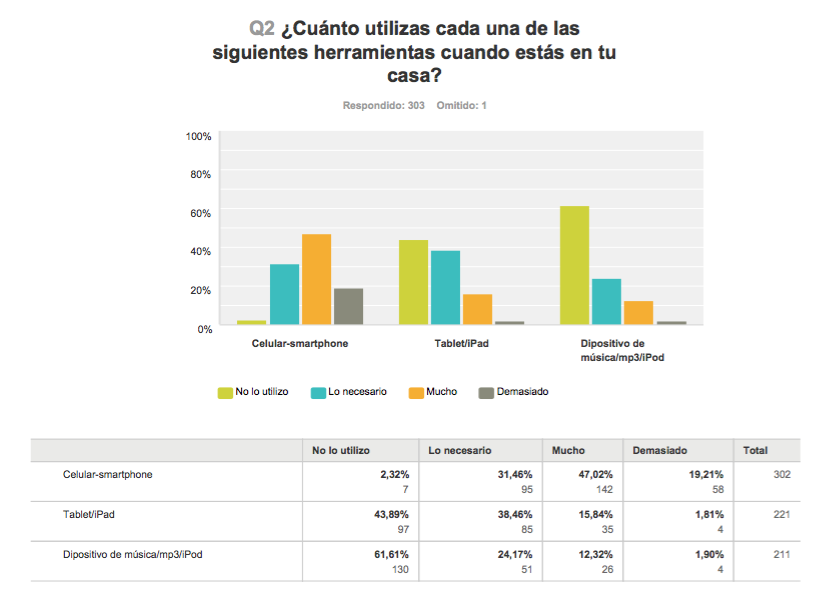 Q2 ¿Cuánto utilizas cada una de las
siguientes herramientas cuando estás en tu
casa?
Respondido: 303 Omitido: 1
100%
80%
60%
40%
20%
0%
Celular-smartphone Tablet/iPad Dipositivo de
música/mp3/iPod
No lo utilizo Lo necesario Mucho Demasiado
No lo utilizo Lo necesario Mucho Demasiado Total
Celular-smartphone 2,32% 31,46% 47,02% 19,21% 302
7 95 142 58
Tablet/iPad 43,89% 38,46% 15,84% 1,81% 221
97 85 35 4
Dipositivo de música/mp3/iPod 61,61% 24,17% 12,32% 1,90% 211
130 51 26 4